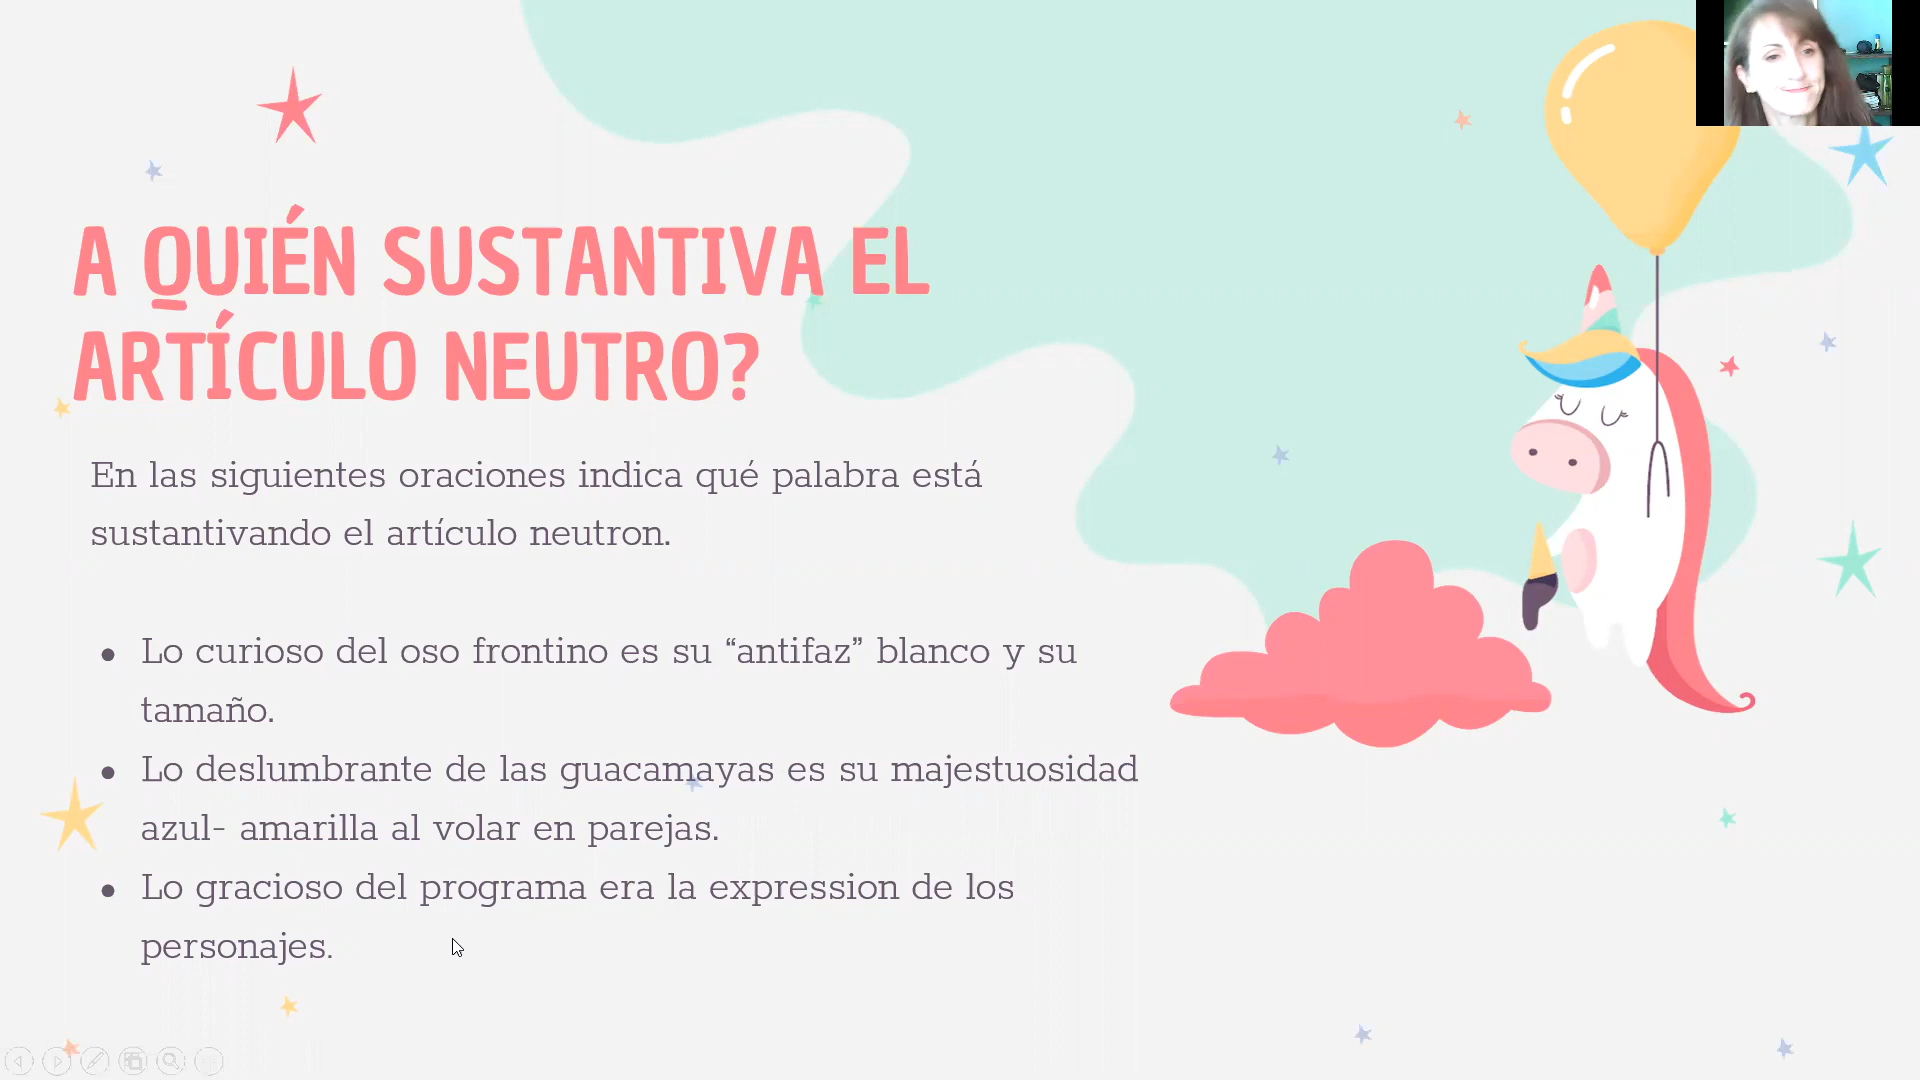 A QUIÉN SUSTANTIVA EL
ARTÍCULO NEUTRO?
En las siguientes oraciones indica qué palabra está
sustantivando el artículo neutron.
● Lo curioso del oso frontino es su “antifaz” blanco y su
tamaño.
● Lo deslumbrante de las guacamayas es su majestuosidad
azul- amarilla al volar en parejas.
● Lo gracioso del programa era la expression de los
personajes.